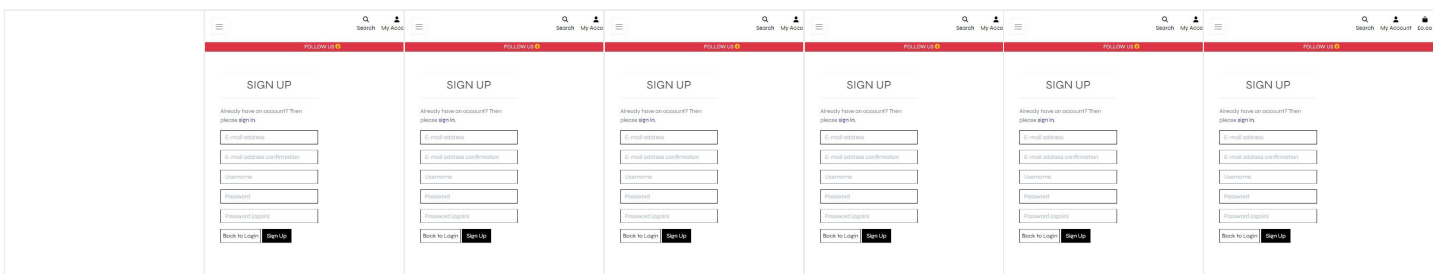 Search My Acco Search My Acco Search My Acco Search My Acco Search My Acco Search My Account £0.00
FOLLOW US FOLLOW US FOLLOW US FOLLOW US FOLLOW US FOLLOW US
SIGN UP SIGN UP SIGN UP SIGN UP SIGN UP SIGN UP
Already have an account? Then Already have an account? Then Already have an account? Then Already have an account? Then Already have an account? Then Already have an account? Then
please sign in. please sign in. please sign in. please sign in. please sign in. please sign in.
E-mail address E-mail address E-mail address E-mail address E-mail address E-mail address
E-mail address confirmation E-mail address confirmation E-mail address confirmation E-mail address confirmation E-mail address confirmation E-mail address confirmation
Username Username Username Username Username Username
Password Password Password Password Password Password
Password (again) Password (again) Password (again) Password (again) Password (again) Password (again)
Back to Login Sign Up Back to Login Sign Up Back to Login Sign Up Back to Login Sign Up Back to Login Sign Up Back to Login Sign Up